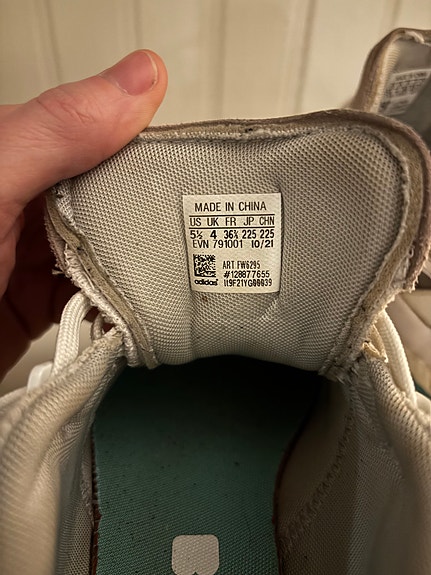 MADE IN CHINA
US UK FR JP CHN
5½ 4 36⅔ 225 225
EVN 791001 10/21
ART FW6295
#128877655
adidas